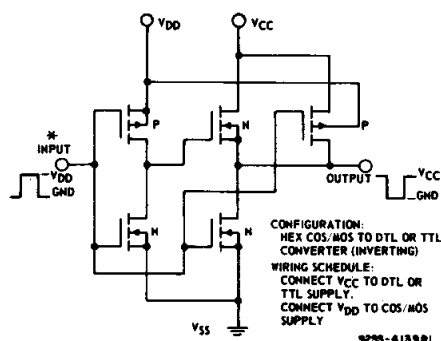 VDD
VCC
P
N
P
*
INPUT
VDD
GND
OUTPUT
VCC
GND
N
N
CONFIGURATION:
HEX COS/MOS TO DTL OR TTL
CONVERTER (INVERTING)
WIRING SCHEDULE:
CONNECT VCC TO DTL OR
TTL SUPPLY.
CONNECT VDD TO COS/MOS
SUPPLY
VSS